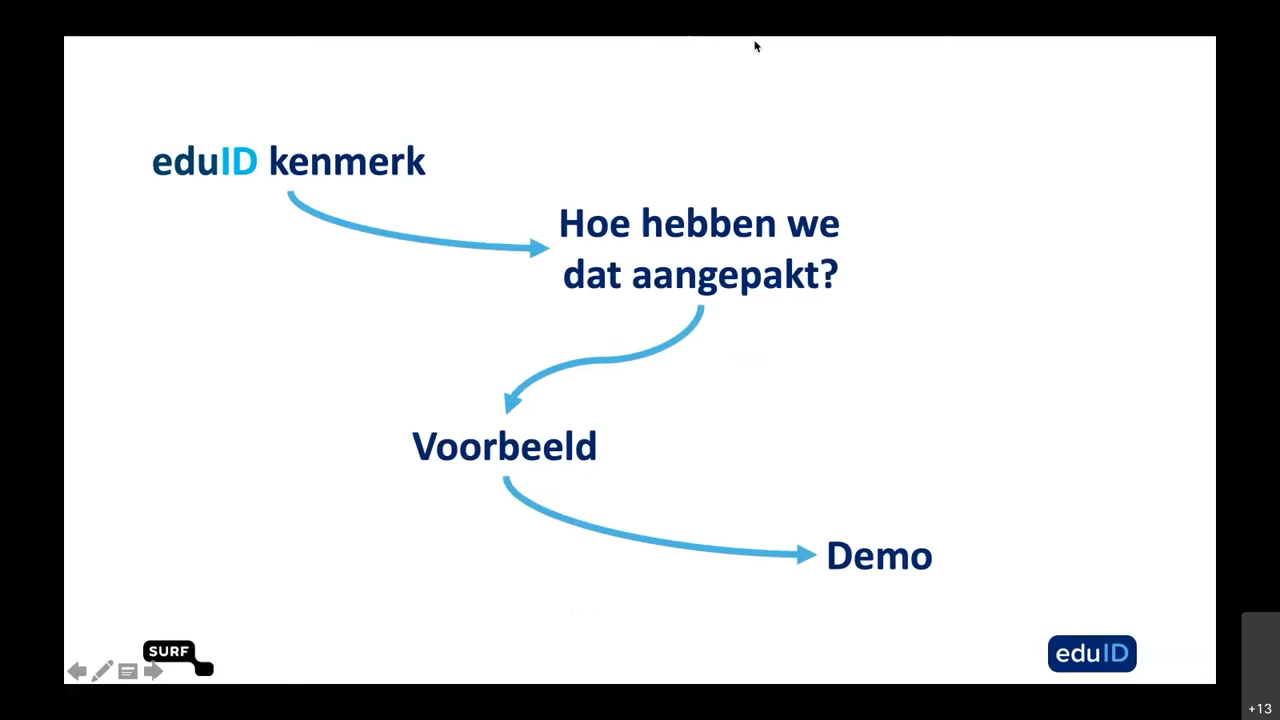 eduID kenmerk
Hoe hebben we
dat aangepakt?
Voorbeeld
Demo
SURF
eduID
+13